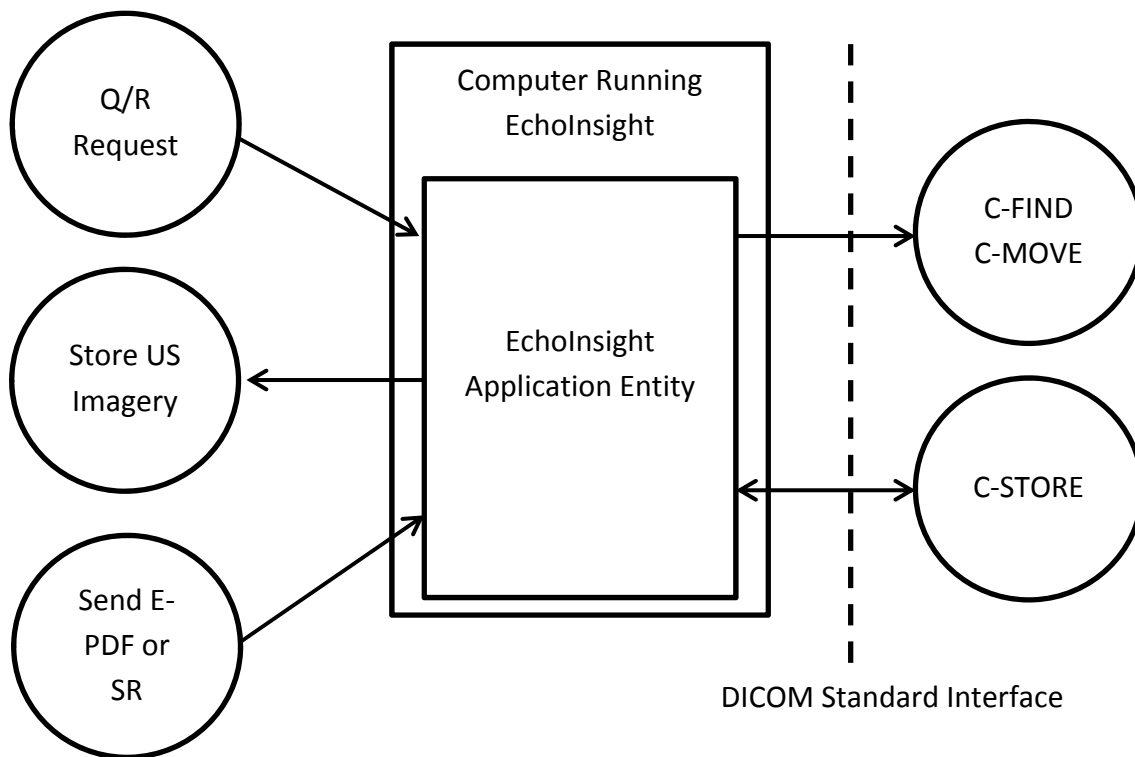 Q/R
Request
Store US
Imagery
Send E-
PDF or
SR
Computer Running
EchoInsight
EchoInsight
Application Entity
C-FIND
C-MOVE
C-STORE
DICOM Standard Interface